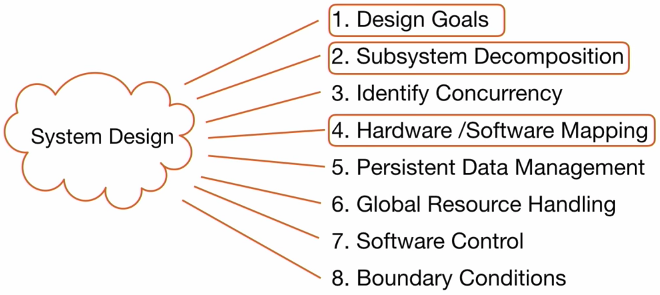 System Design
1. Design Goals
2. Subsystem Decomposition
3. Identify Concurrency
4. Hardware /Software Mapping
5. Persistent Data Management
6. Global Resource Handling
7. Software Control
8. Boundary Conditions